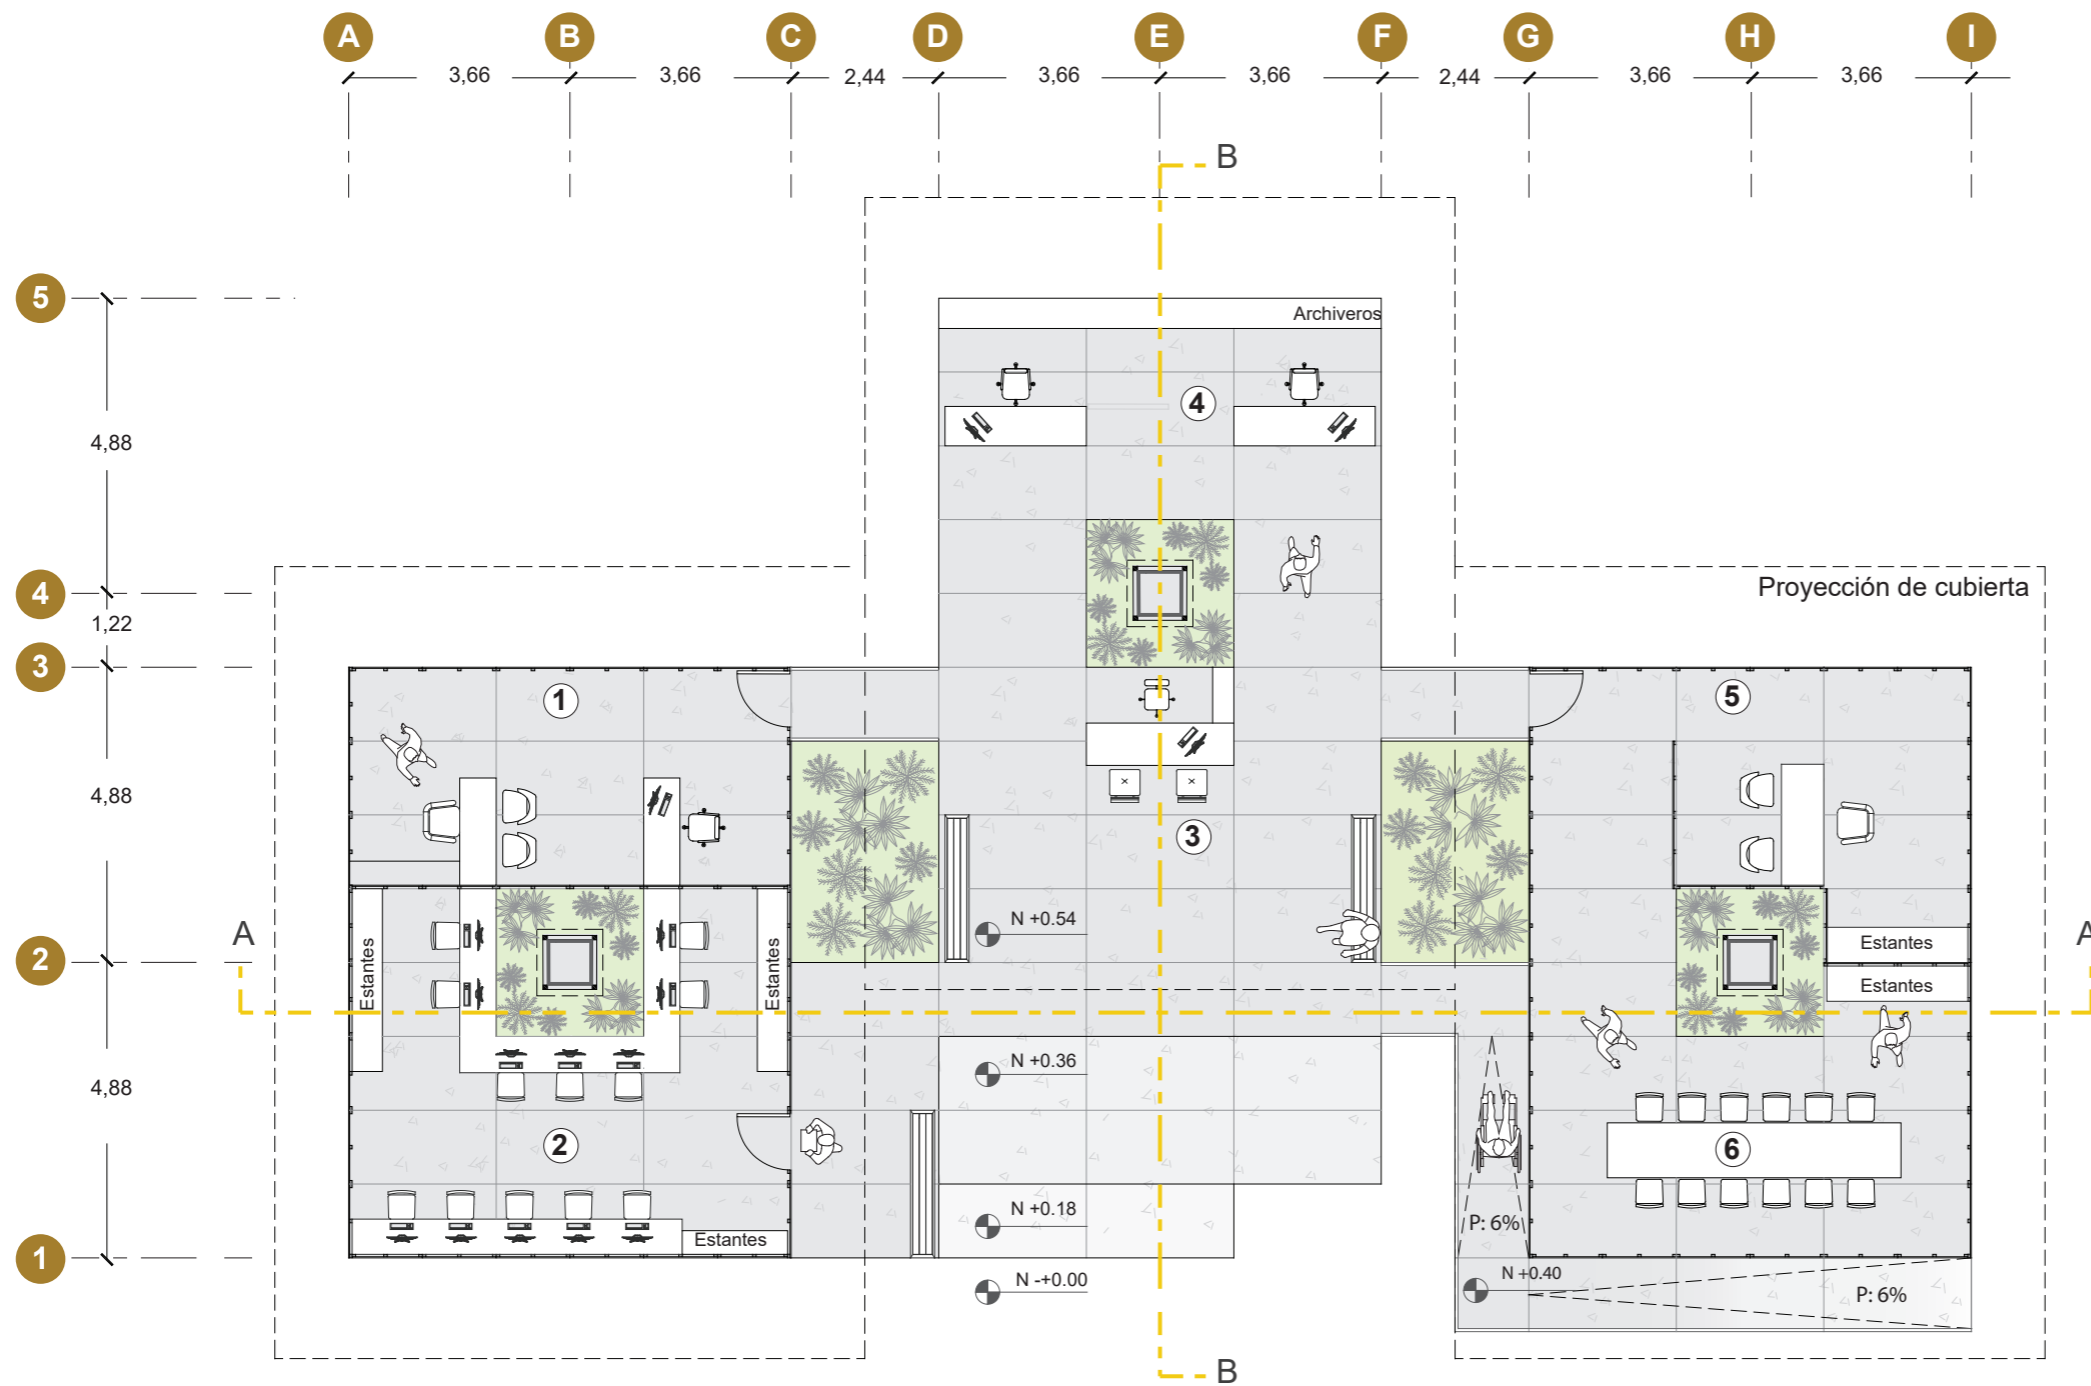 A B C D E F G H I
3,66 3,66 2,44 3,66 3,66 2,44 3,66 3,66
B
5
Archiveros
4
4,88
4
Proyección de cubierta
1,22
3
1
5
4,88
3
N +0.54
A
A
2
Estantes
Estantes
Estantes
Estantes
N +0.36
4,88
2
6
N +0.18
P: 6%
Estantes
1
N -+0.00
N +0.40
P: 6%
B